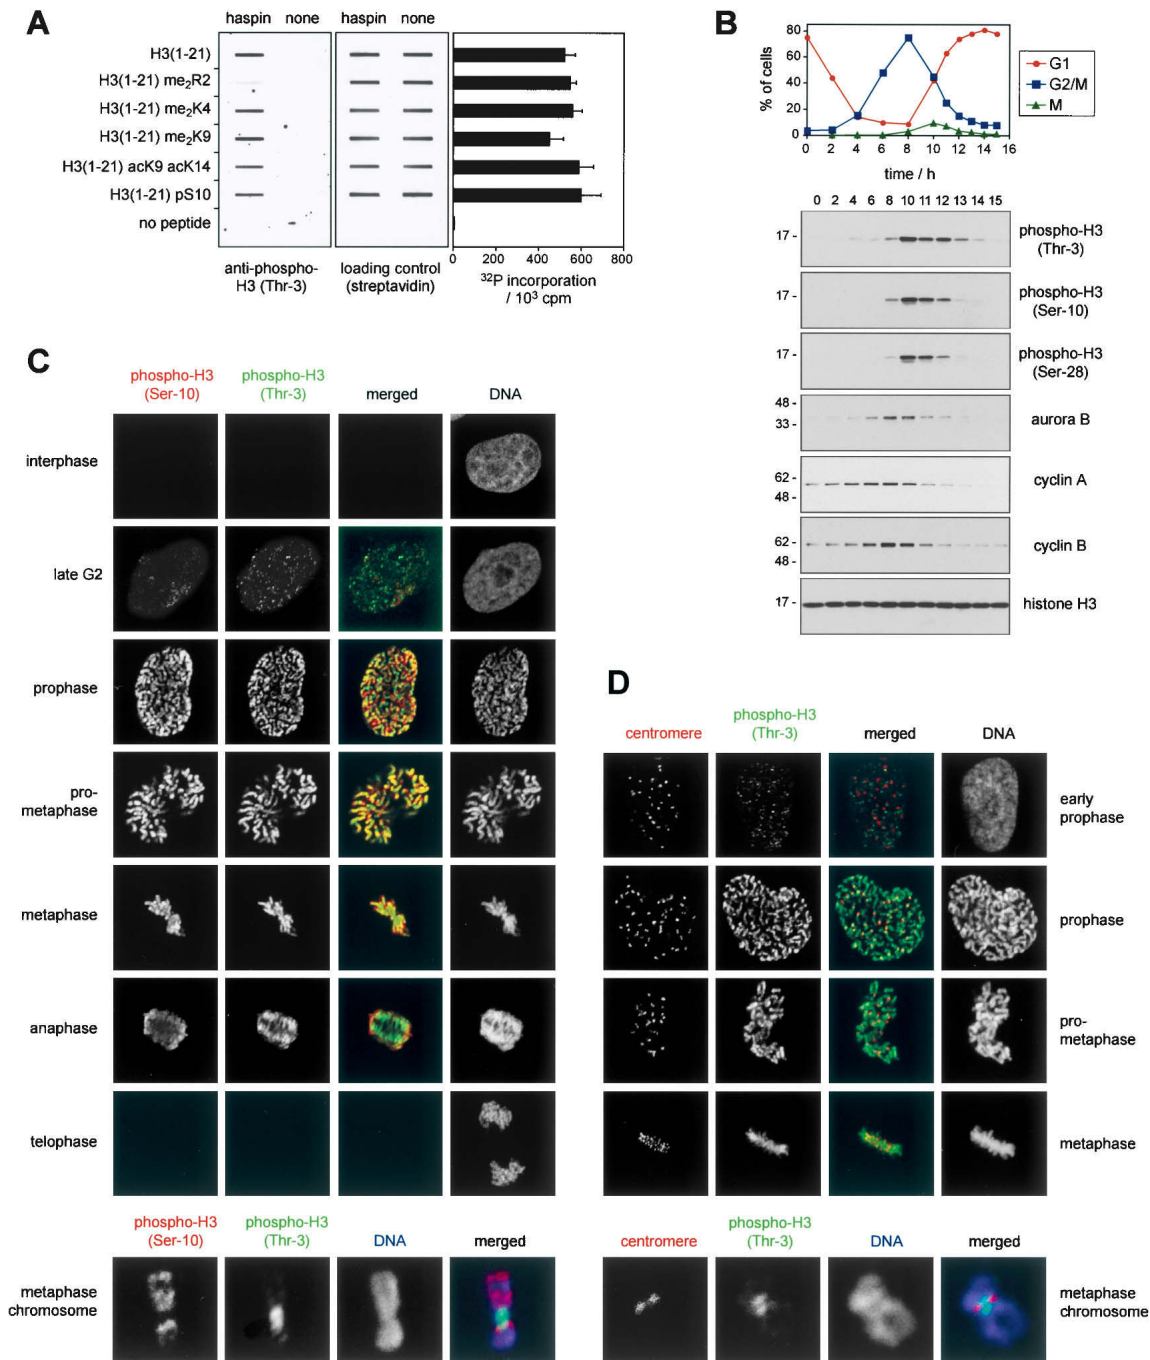 A
haspin none haspin none
H3(1-21)
H3(1-21) me2R2
H3(1-21) me2K4
H3(1-21) me2K9
H3(1-21) acK9 acK14
H3(1-21) pS10
no peptide
0 200 400 600 800
anti-phospho-
H3 (Thr-3)
loading control
(streptavidin)
32P incorporation
/ 10³ cpm
B
% of cells
80
60
40
20
0
0 2 4 6 8 10 12 14 16
time / h
G1
G2/M
M
0 2 4 6 8 10 11 12 13 14 15
17 - phospho-H3
(Thr-3)
17 - phospho-H3
(Ser-10)
17 - phospho-H3
(Ser-28)
48 -
33 - aurora B
62 - cyclin A
48 -
62 - cyclin B
48 -
17 - histone H3
C
phospho-H3
(Ser-10)
phospho-H3
(Thr-3)
merged
DNA
interphase
late G2
prophase
pro-
metaphase
metaphase
anaphase
telophase
phospho-H3
(Ser-10)
phospho-H3
(Thr-3)
DNA
merged
metaphase
chromosome
D
centromere
phospho-H3
(Thr-3)
merged
DNA
early
prophase
prophase
pro-
metaphase
metaphase
centromere
phospho-H3
(Thr-3)
DNA
merged
metaphase
chromosome